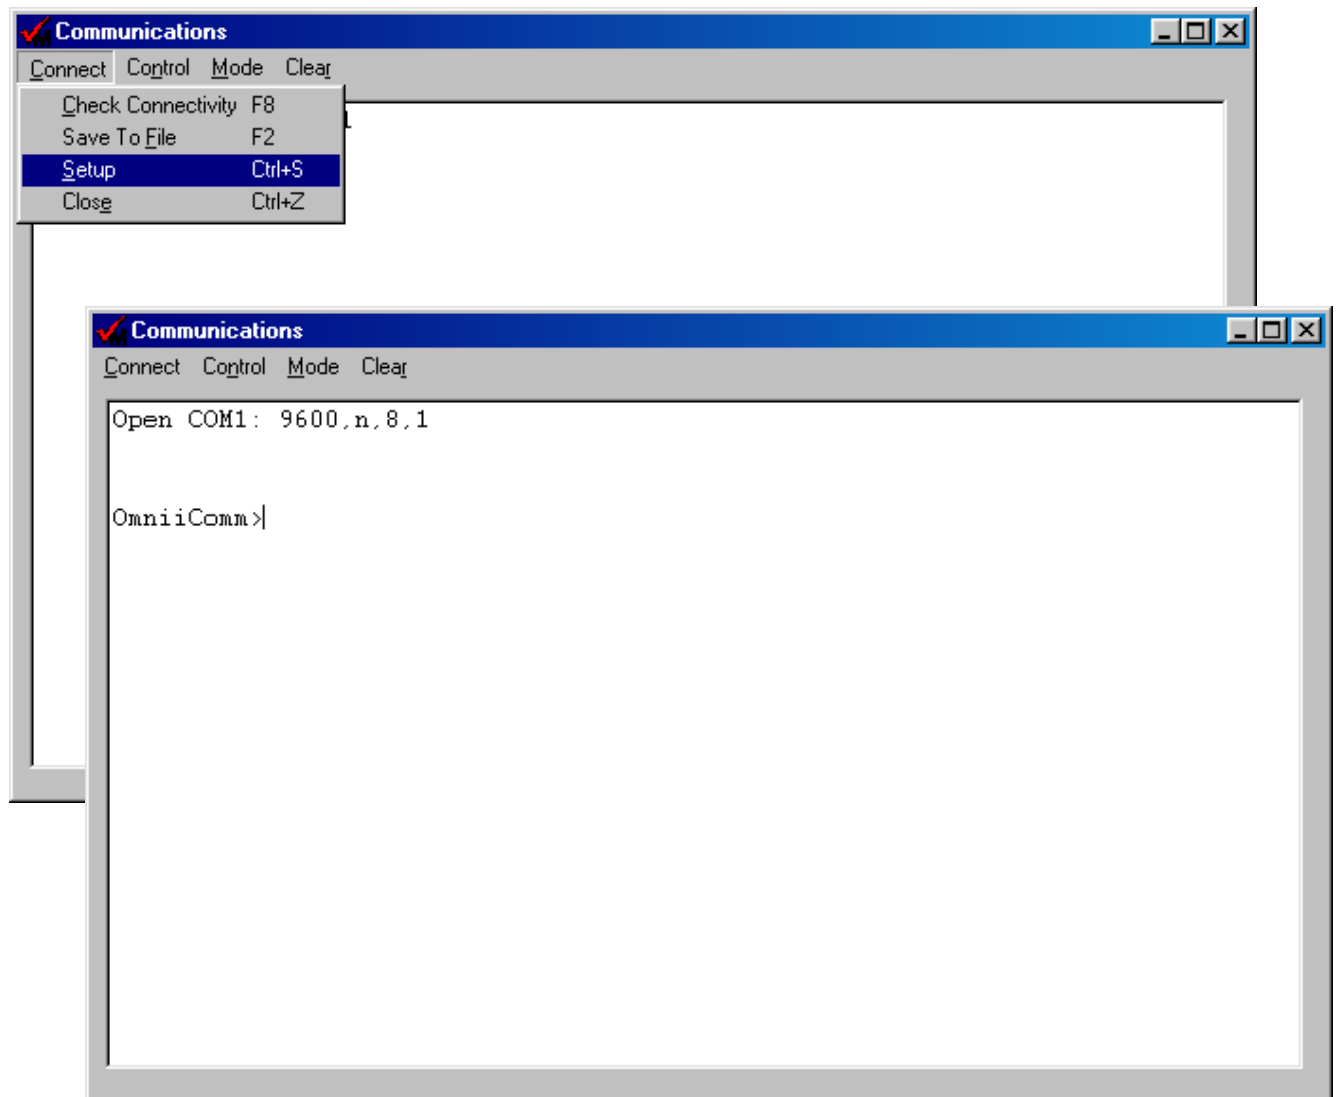 Communications
Connect Control Mode Clear
Check Connectivity F8
Save To File F2
Setup Ctrl+S
Close Ctrl+Z
Communications
Connect Control Mode Clear
Open COM1: 9600,n,8,1
OmniiComm>